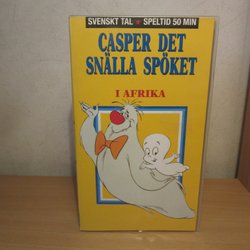 SVENSKT TAL • SPELTID 50 MIN
CASPER DET
SNÄLLA SPÖKET
I AFRIKA